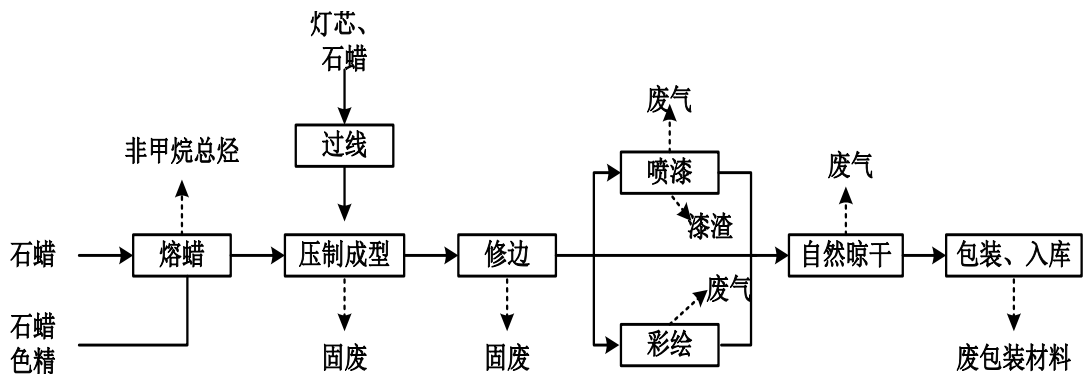 灯芯、
石蜡
废气
过线
非甲烷总烃
喷漆
废气
漆渣
石蜡
熔蜡
压制成型
修边
自然晾干
包装、入库
废气
石蜡
色精
固废
固废
彩绘
废包装材料